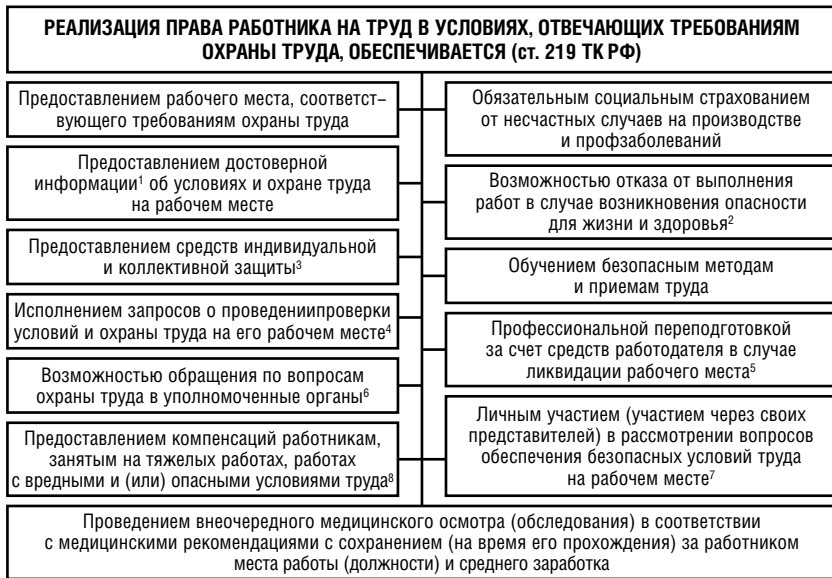 РЕАЛИЗАЦИЯ ПРАВА РАБОТНИКА НА ТРУД В УСЛОВИЯХ, ОТВЕЧАЮЩИХ ТРЕБОВАНИЯМ
ОХРАНЫ ТРУДА, ОБЕСПЕЧИВАЕТСЯ (ст. 219 ТК РФ)
Предоставлением рабочего места, соответст–
вующего требованиям охраны труда
Обязательным социальным страхованием
от несчастных случаев на производстве
и профзаболеваний
Предоставлением достоверной
информации¹ об условиях и охране труда
на рабочем месте
Возможностью отказа от выполнения
работ в случае возникновения опасности
для жизни и здоровья²
Предоставлением средств индивидуальной
и коллективной защиты³
Обучением безопасным методам
и приемам труда
Исполнением запросов о проведениипроверки
условий и охраны труда на его рабочем месте⁴
Профессиональной переподготовкой
за счет средств работодателя в случае
ликвидации рабочего места⁵
Возможностью обращения по вопросам
охраны труда в уполномоченные органы⁶
Личным участием (участием через своих
представителей) в рассмотрении вопросов
обеспечения безопасных условий труда
на рабочем месте⁷
Предоставлением компенсаций работникам,
занятым на тяжелых работах, работах
с вредными и (или) опасными условиями труда⁸
Проведением внеочередного медицинского осмотра (обследования) в соответствии
с медицинскими рекомендациями с сохранением (на время его прохождения) за работником
места работы (должности) и среднего заработка